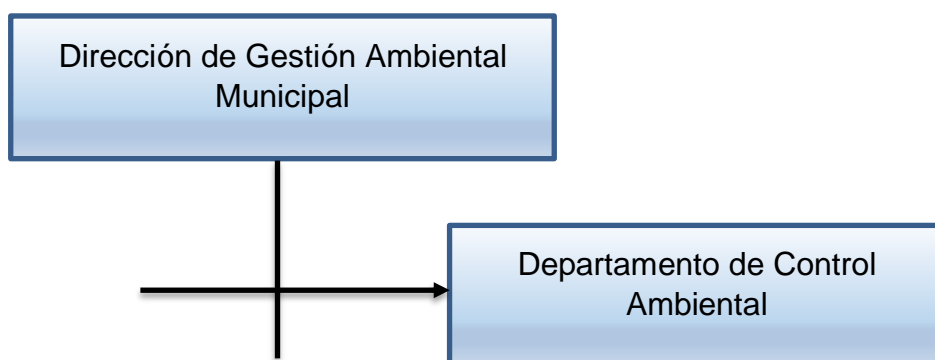 Dirección de Gestión Ambiental
Municipal
Departamento de Control
Ambiental